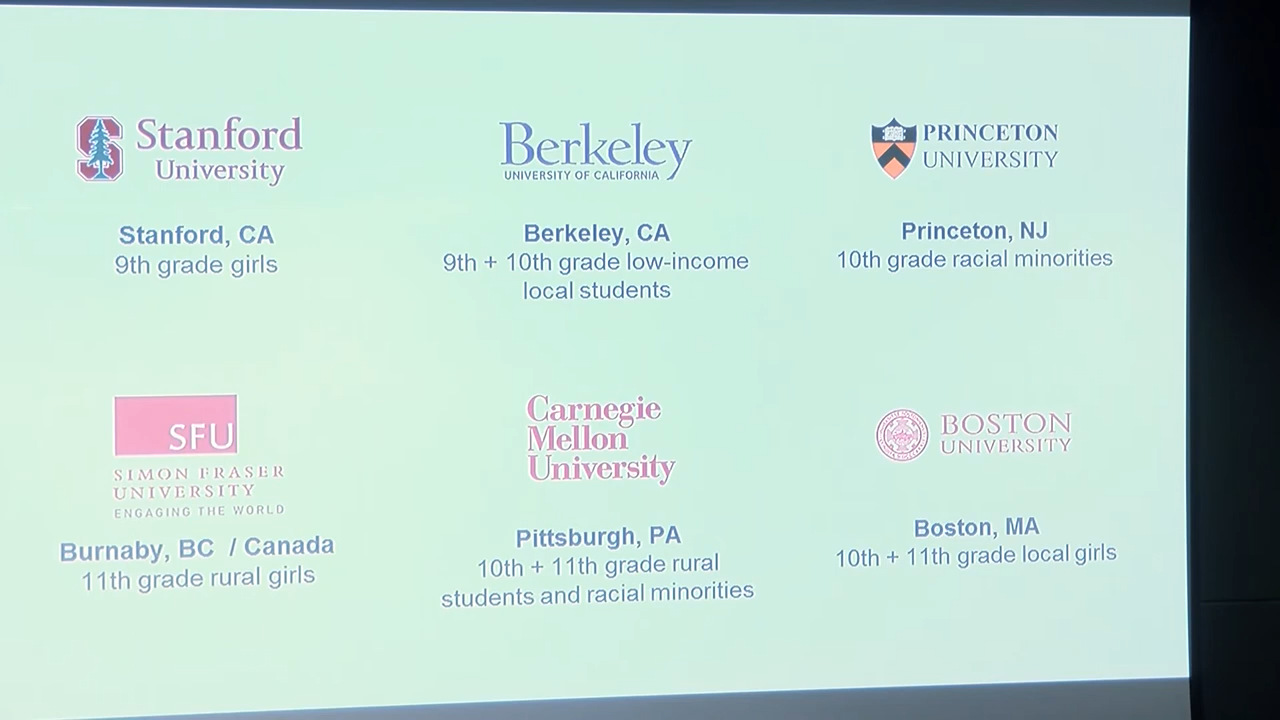 Stanford
University
Stanford, CA
9th grade girls
Berkeley
UNIVERSITY OF CALIFORNIA
Berkeley, CA
9th + 10th grade low-income
local students
PRINCETON
UNIVERSITY
Princeton, NJ
10th grade racial minorities
SFU
SIMON FRASER
UNIVERSITY
ENGAGING THE WORLD
Burnaby, BC / Canada
11th grade rural girls
Carnegie
Mellon
University
Pittsburgh, PA
10th + 11th grade rural
students and racial minorities
BOSTON
UNIVERSITY
Boston, MA
10th + 11th grade local girls